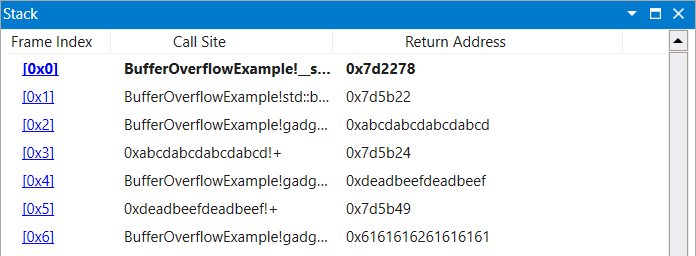 Stack
Frame Index Call Site Return Address
[0x0] BufferOverflowExample!__s... 0x7d2278
[0x1] BufferOverflowExample!std::b... 0x7d5b22
[0x2] BufferOverflowExample!gadg... 0xabcdabcdabcdabcd
[0x3] 0xabcdabcdabcdabcd!+ 0x7d5b24
[0x4] BufferOverflowExample!gadg... 0xdeadbeefdeadbeef
[0x5] 0xdeadbeefdeadbeef!+ 0x7d5b49
[0x6] BufferOverflowExample!gadg... 0x6161616261616161